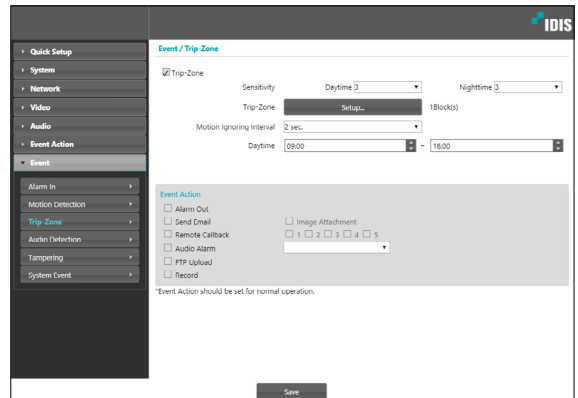 IDIS
Quick Setup
System
Network
Video
Audio
Event Action
Event
Alarm In
Motion Detection
Trip-Zone
Audio Detection
Tampering
System Event
Event / Trip-Zone
Trip-Zone
Sensitivity Daytime 3 Nighttime 3
Trip-Zone Setup... 1Block(s)
Motion Ignoring Interval 2 sec.
Daytime 09:00 ~ 18:00
Event Action
Alarm Out
Send Email Image Attachment
Remote Callback 1 2 3 4 5
Audio Alarm
FTP Upload
Record
*Event Action should be set for normal operation.
Save